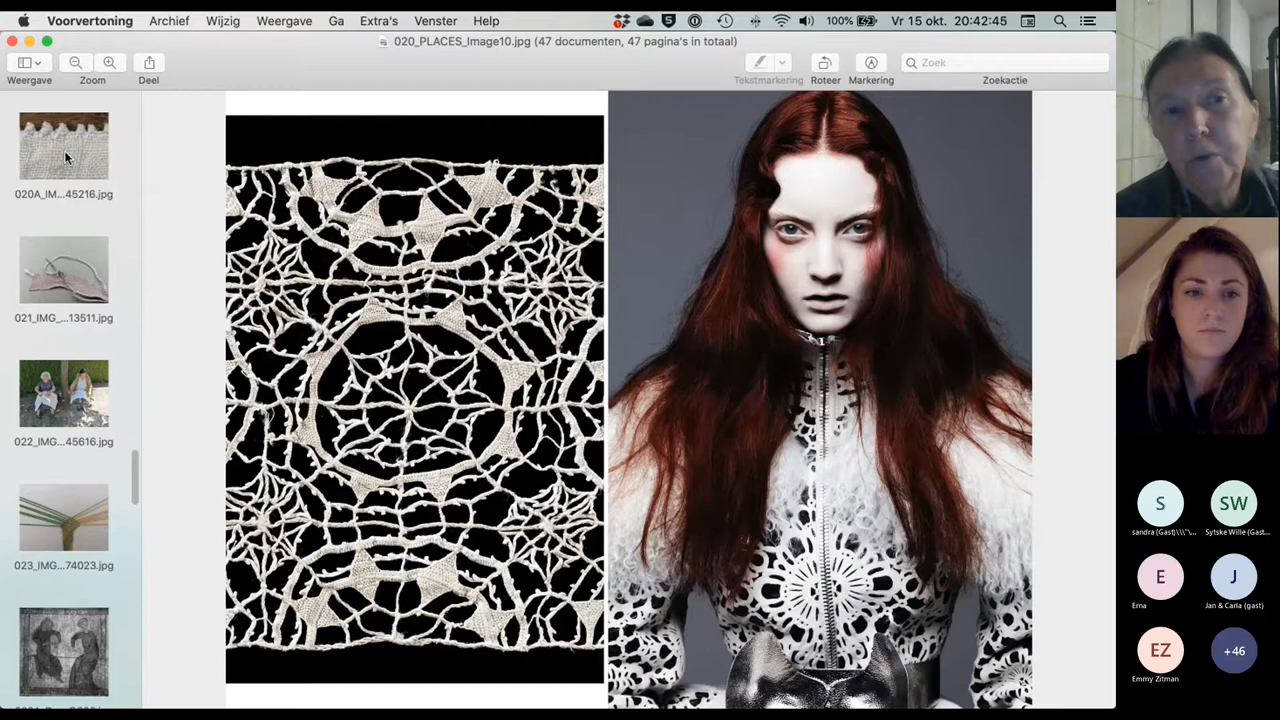 Voorvertoning Archief Wijzig Weergave Ga Extra's Venster Help 100% Vr 15 okt. 20:42:45
020_PLACES_Image10.jpg (47 documenten, 47 pagina's in totaal)
Zoek
Weergave Zoom Deel Tekstmarkering Roteer Markering Zoekactie
020A_IM...45216.jpg
021_IMG_...13511.jpg
022_IMG...45616.jpg
023_IMG...74023.jpg
S SW
sandra (Gast)\\\"\... Sytske Wille (Gast...
E J
Erna Jan & Carla (gast)
EZ +46
Emmy Zitman